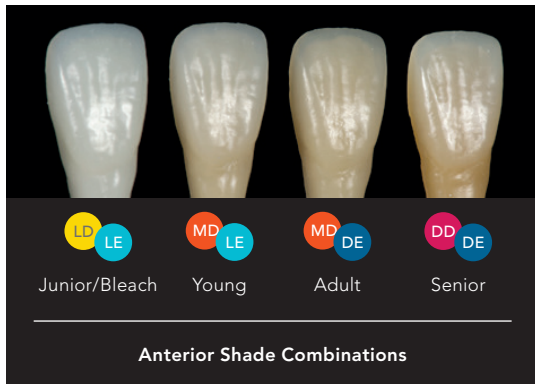 LD LE MD LE MD DE DD DE
Junior/Bleach Young Adult Senior
Anterior Shade Combinations